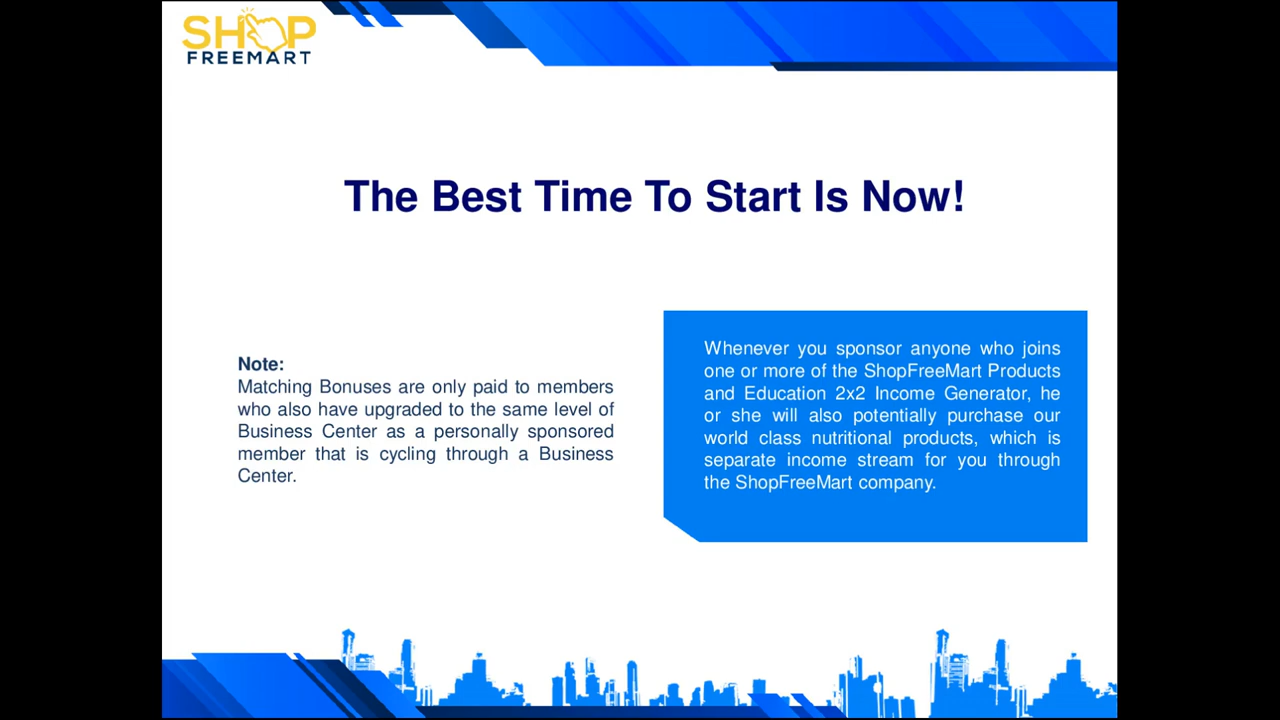 SHOP
FREEMART
The Best Time To Start Is Now!
Note:
Matching Bonuses are only paid to members
who also have upgraded to the same level of
Business Center as a personally sponsored
member that is cycling through a Business
Center.
Whenever you sponsor anyone who joins
one or more of the ShopFreeMart Products
and Education 2x2 Income Generator, he
or she will also potentially purchase our
world class nutritional products, which is
separate income stream for you through
the ShopFreeMart company.